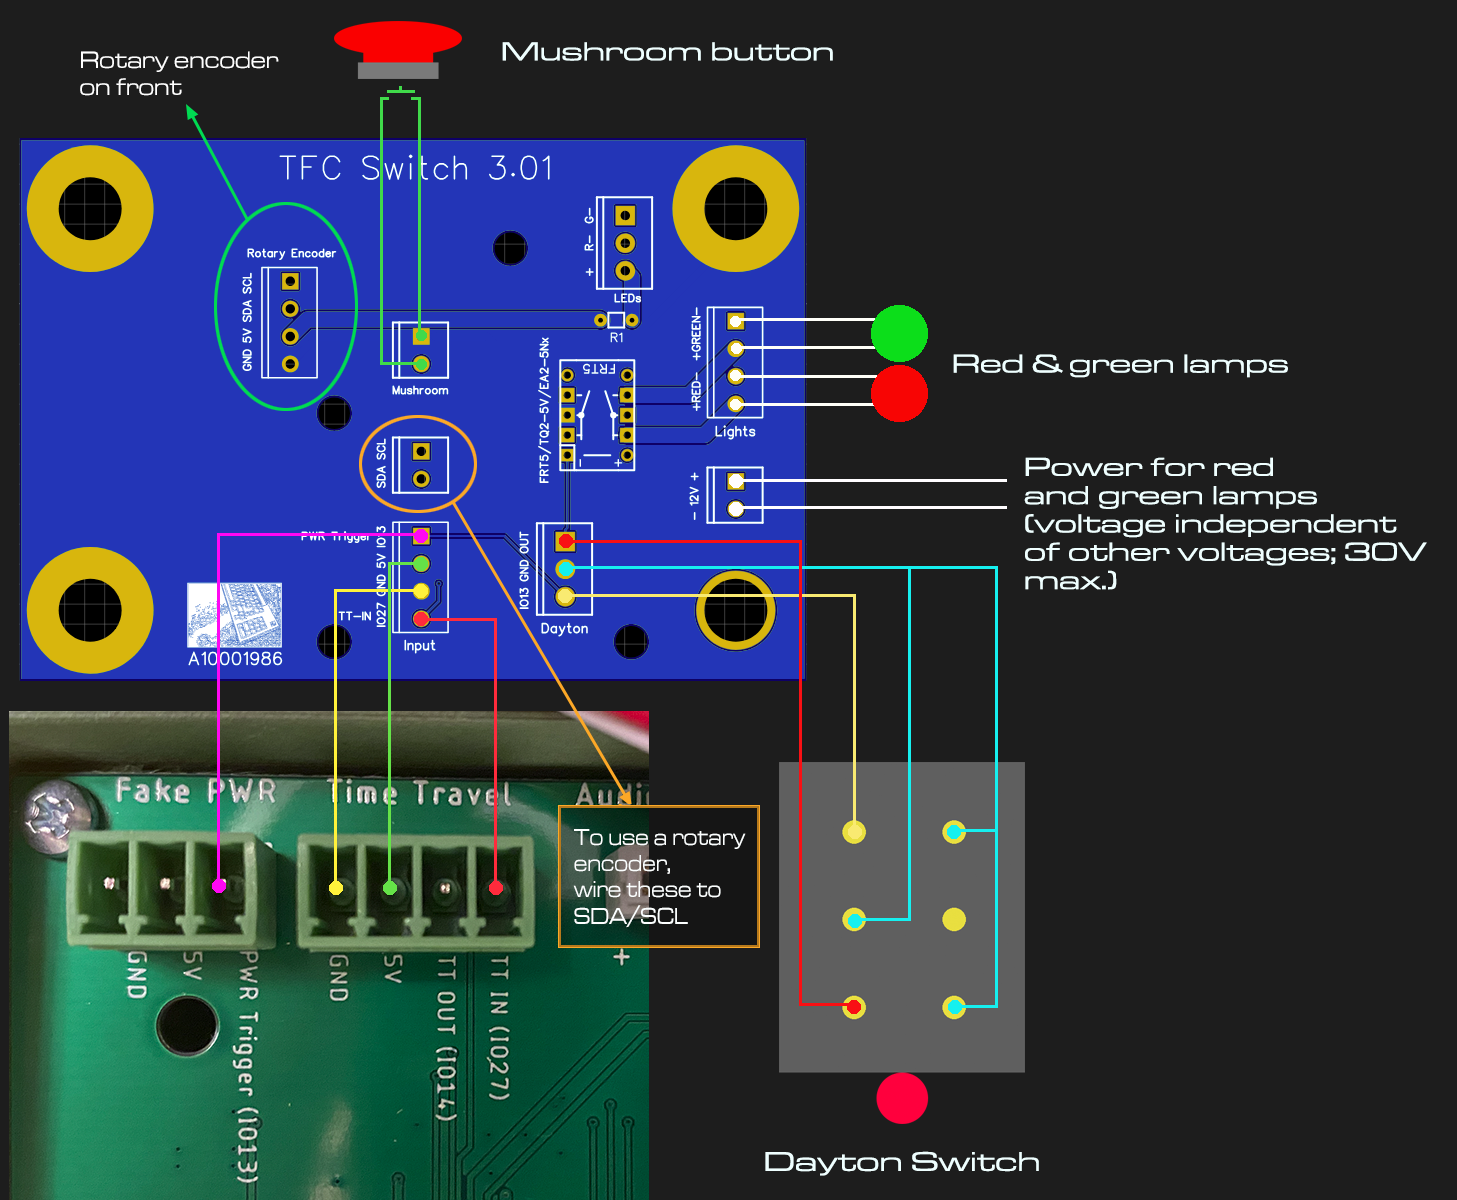 Mushroom button
Rotary encoder
on front
TFC Switch 3.01
Rotary Encoder
GND 5V SDA SCL
Mushroom
+ R- G-
LEDs
R1
FRT5/TQ2-5V/EA2-5Nx
FRT5
- +
+RED- +GREEN-
Lights
Red & green lamps
SDA SCL
- 12V +
Power for red
and green lamps
(voltage independent
of other voltages; 30V
max.)
PWR Trigger
IO27 GND 5V IO13
TT-IN
Input
IO13 GND OUT
Dayton
A10001986
Fake PWR
Time Travel
Audi
To use a rotary
encoder,
wire these to
SDA/SCL
GND
5V
PWR Trigger (IO13)
GND
5V
TT OUT (IO14)
TT IN (IO27)
+
Dayton Switch